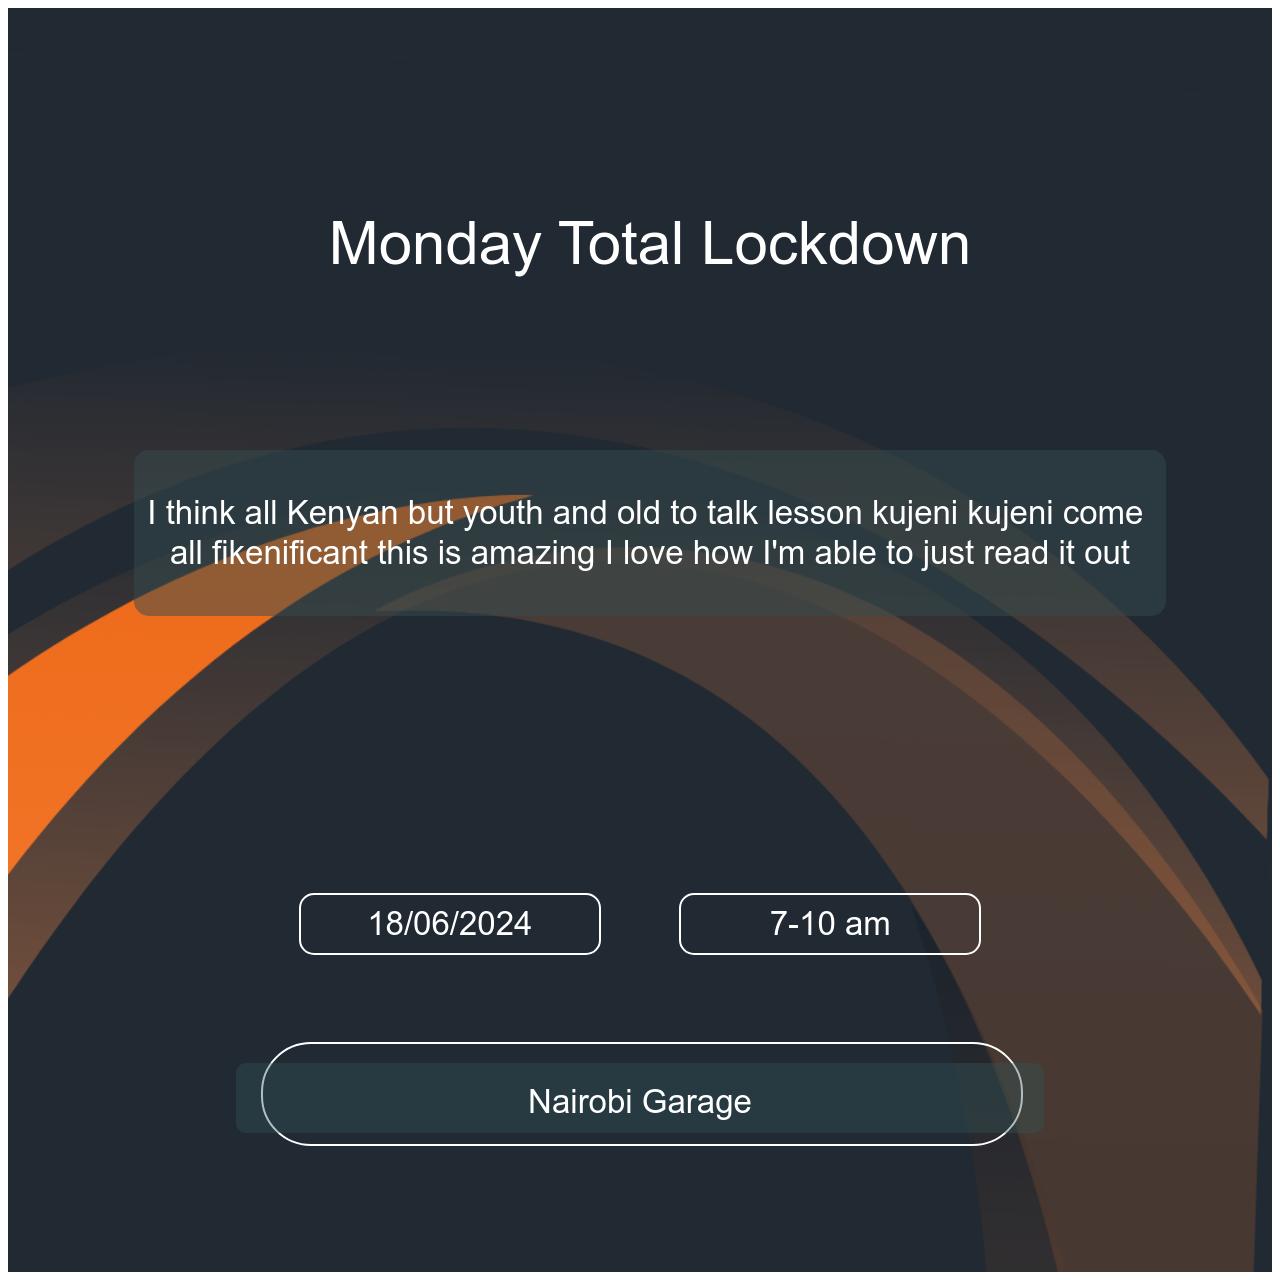 Monday Total Lockdown
I think all Kenyan but youth and old to talk lesson kujeni kujeni come
all fikenificant this is amazing I love how I'm able to just read it out
18/06/2024
7-10 am
Nairobi Garage